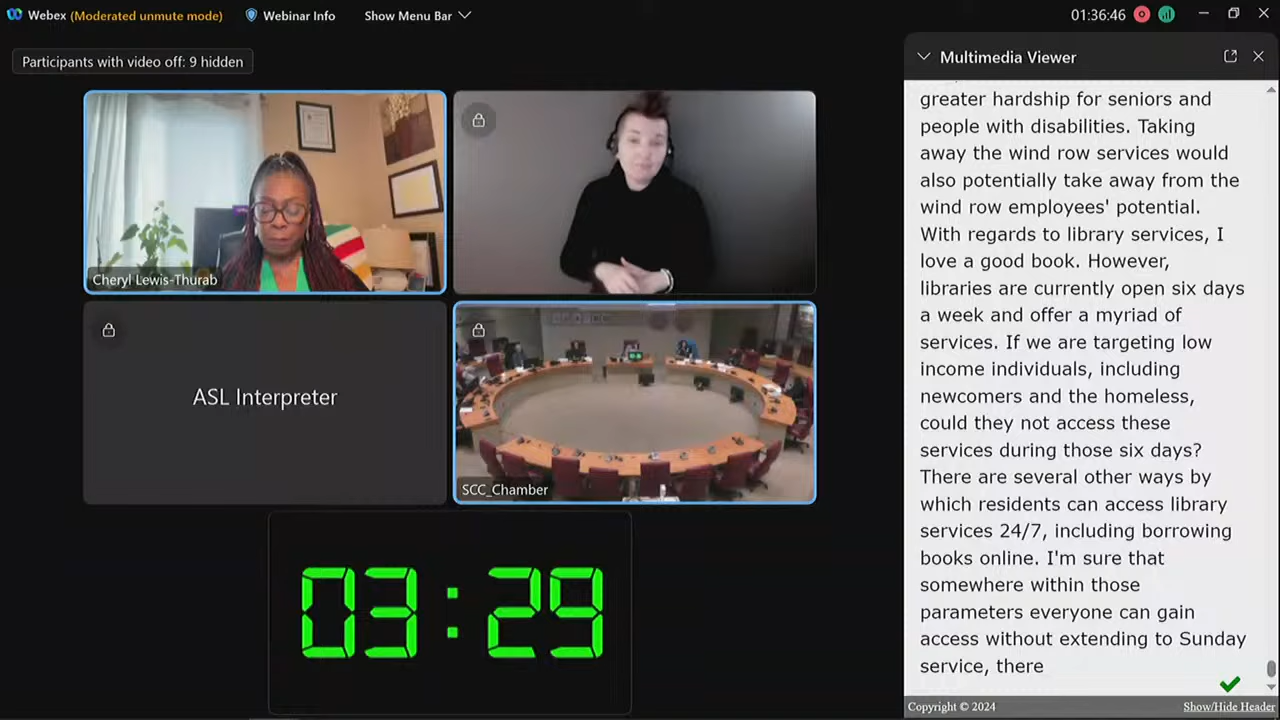 Webex (Moderated unmute mode)
Webinar Info
Show Menu Bar
01:36:46
Participants with video off: 9 hidden
Cheryl Lewis-Thurab
ASL Interpreter
SCC_Chamber
03:29
Multimedia Viewer
greater hardship for seniors and
people with disabilities. Taking
away the wind row services would
also potentially take away from the
wind row employees' potential.
With regards to library services, I
love a good book. However,
libraries are currently open six days
a week and offer a myriad of
services. If we are targeting low
income individuals, including
newcomers and the homeless,
could they not access these
services during those six days?
There are several other ways by
which residents can access library
services 24/7, including borrowing
books online. I'm sure that
somewhere within those
parameters everyone can gain
access without extending to Sunday
service, there
Copyright © 2024
Show/Hide Header